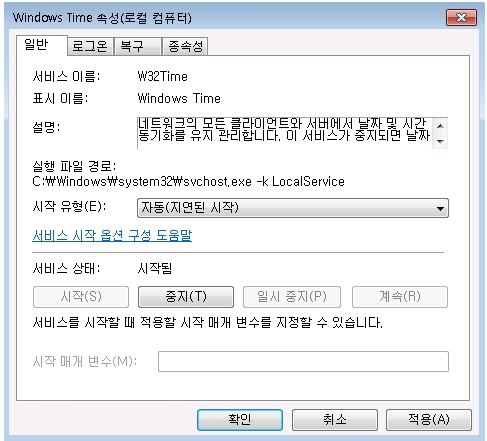 Windows Time 속성(로컬 컴퓨터)
일반 로그온 복구 종속성
서비스 이름: W32Time
표시 이름: Windows Time
설명: 네트워크의 모든 클라이언트와 서버에서 날짜 및 시간
동기화를 유지 관리합니다. 이 서비스가 중지되면 날짜
실행 파일 경로:
C:₩Windows₩system32₩svchost.exe -k LocalService
시작 유형(E): 자동(지연된 시작)
서비스 시작 옵션 구성 도움말
서비스 상태: 시작됨
시작(S) 중지(T) 일시 중지(P) 계속(R)
서비스를 시작할 때 적용할 시작 매개 변수를 지정할 수 있습니다.
시작 매개 변수(M):
확인 취소 적용(A)